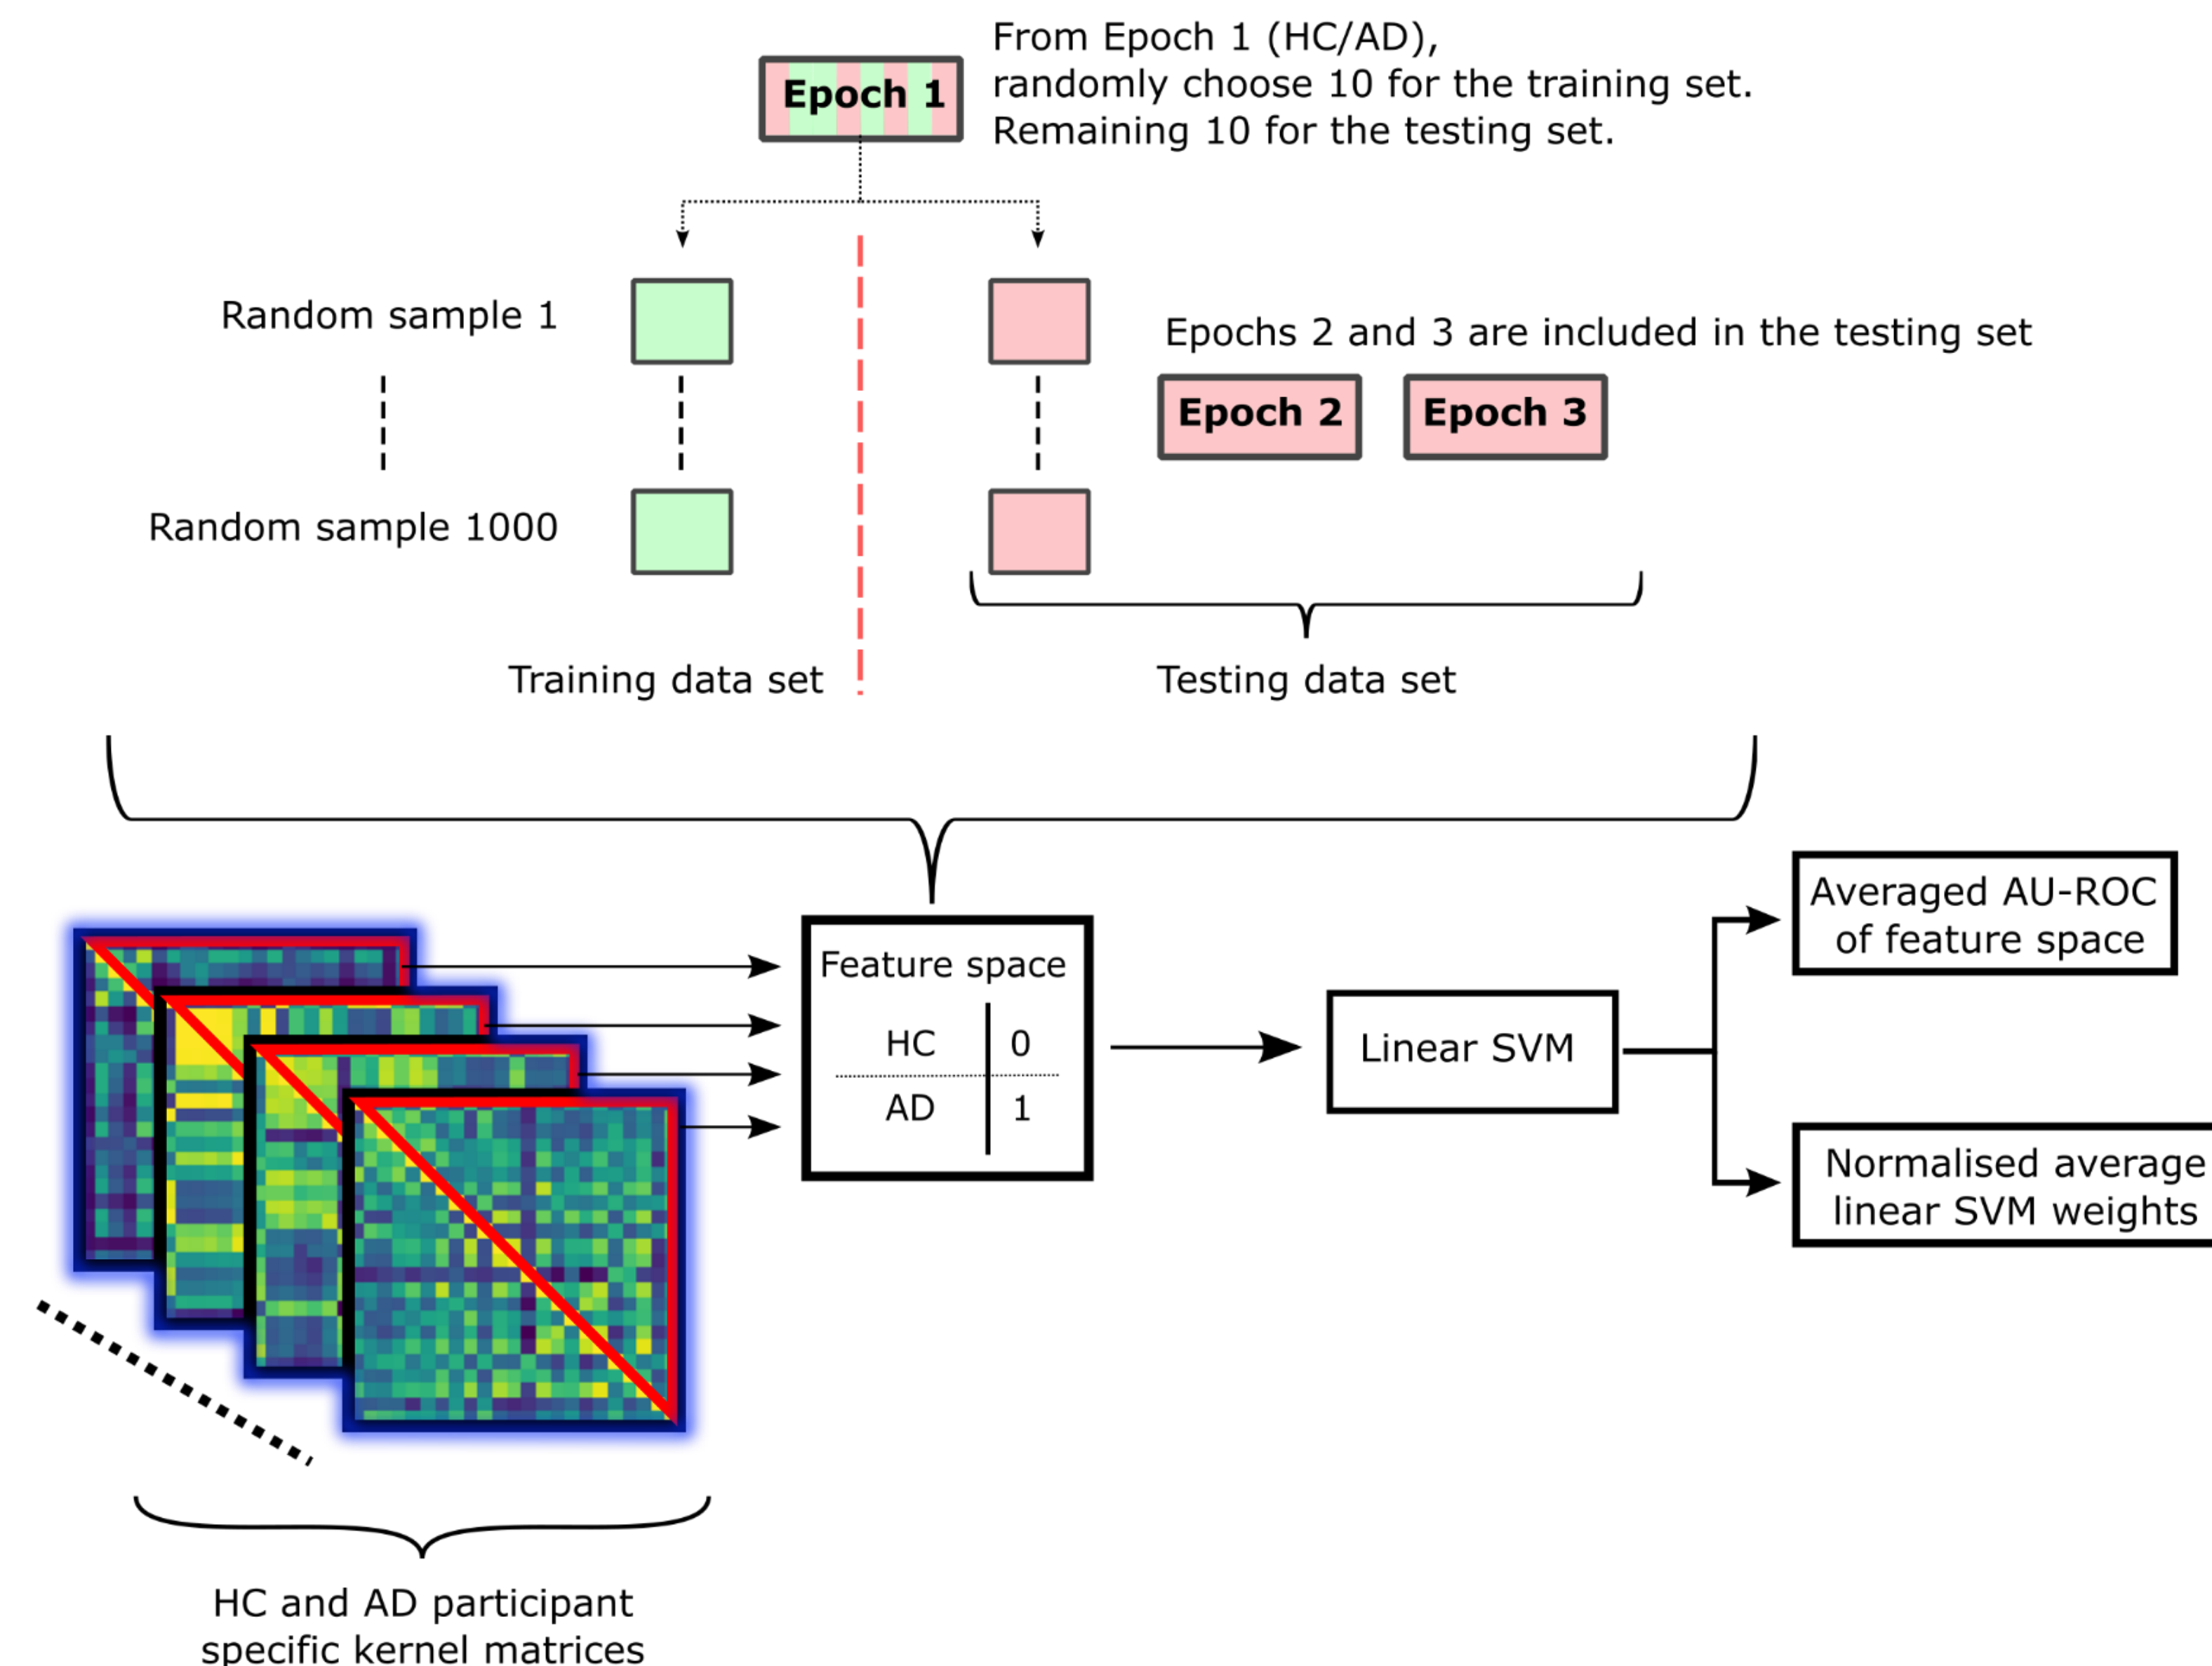 From Epoch 1 (HC/AD),
Epoch 1
randomly choose 10 for the training set.
Remaining 10 for the testing set.
Random sample 1
Epochs 2 and 3 are included in the testing set
Epoch 2
Epoch 3
Random sample 1000
Training data set
Testing data set
Averaged AU-ROC
of feature space
Feature space
HC 0
AD 1
Linear SVM
Normalised average
linear SVM weights
HC and AD participant
specific kernel matrices